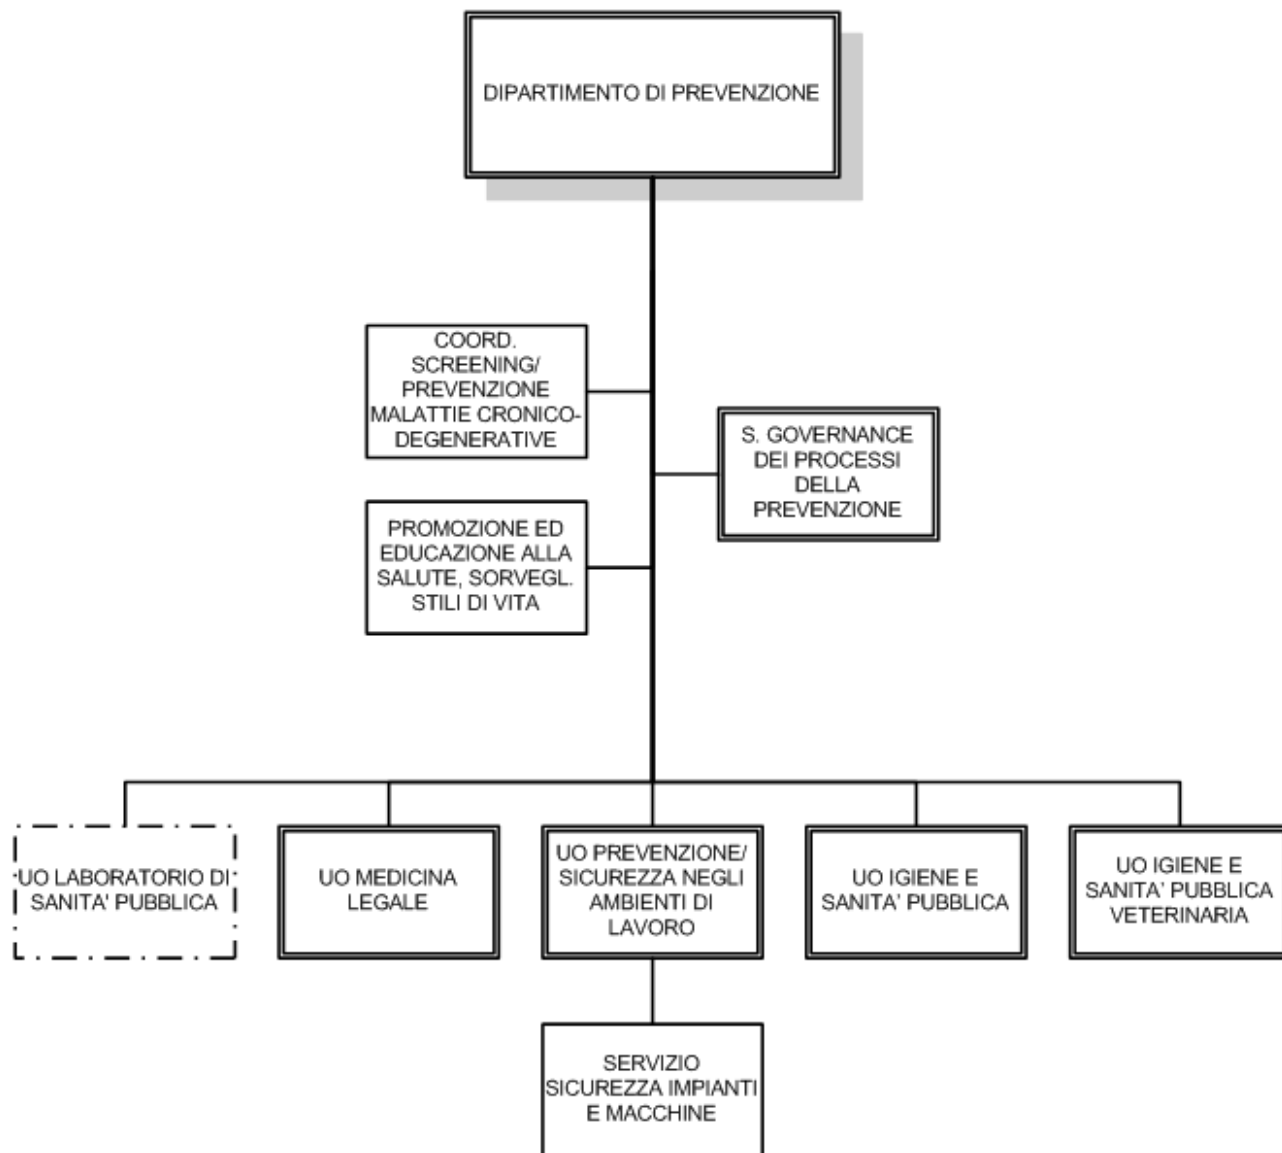 DIPARTIMENTO DI PREVENZIONE
COORD.
SCREENING/
PREVENZIONE
MALATTIE CRONICO-
DEGENERATIVE
S. GOVERNANCE
DEI PROCESSI
DELLA
PREVENZIONE
PROMOZIONE ED
EDUCAZIONE ALLA
SALUTE, SORVEGL.
STILI DI VITA
UO LABORATORIO DI
SANITA' PUBBLICA
UO MEDICINA
LEGALE
UO PREVENZIONE/
SICUREZZA NEGLI
AMBIENTI DI
LAVORO
UO IGIENE E
SANITA' PUBBLICA
UO IGIENE E
SANITA' PUBBLICA
VETERINARIA
SERVIZIO
SICUREZZA IMPIANTI
E MACCHINE